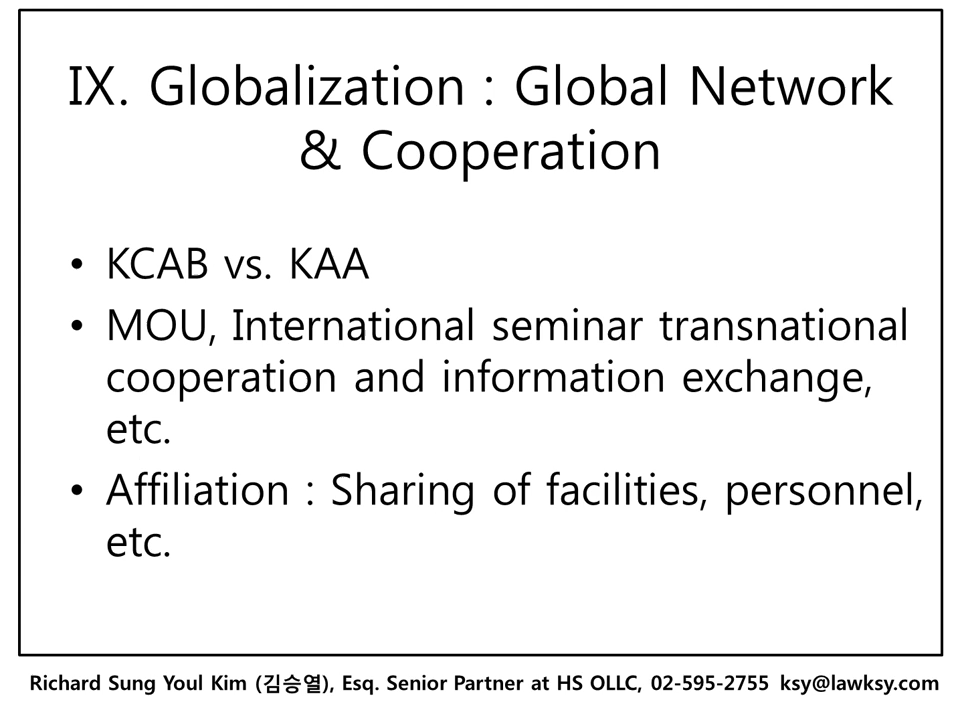 IX. Globalization : Global Network
& Cooperation
• KCAB vs. KAA
• MOU, International seminar transnational
cooperation and information exchange,
etc.
• Affiliation : Sharing of facilities, personnel,
etc.
Richard Sung Youl Kim (김승열), Esq. Senior Partner at HS OLLC, 02-595-2755 ksy@lawksy.com